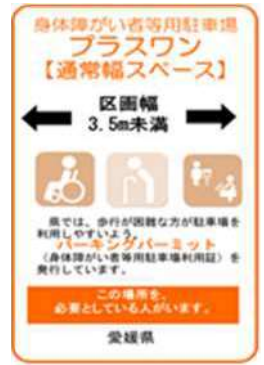 身体障がい者等用駐車場
プラスワン
【通常幅スペース】
区画幅
3.5m未満
県では、歩行が困難な方が駐車場を
利用しやすいよう、
パーキングパーミット
（身体障がい者等用駐車場利用証）を
発行しています。
この場所を、
必要としている人がいます。
愛媛県